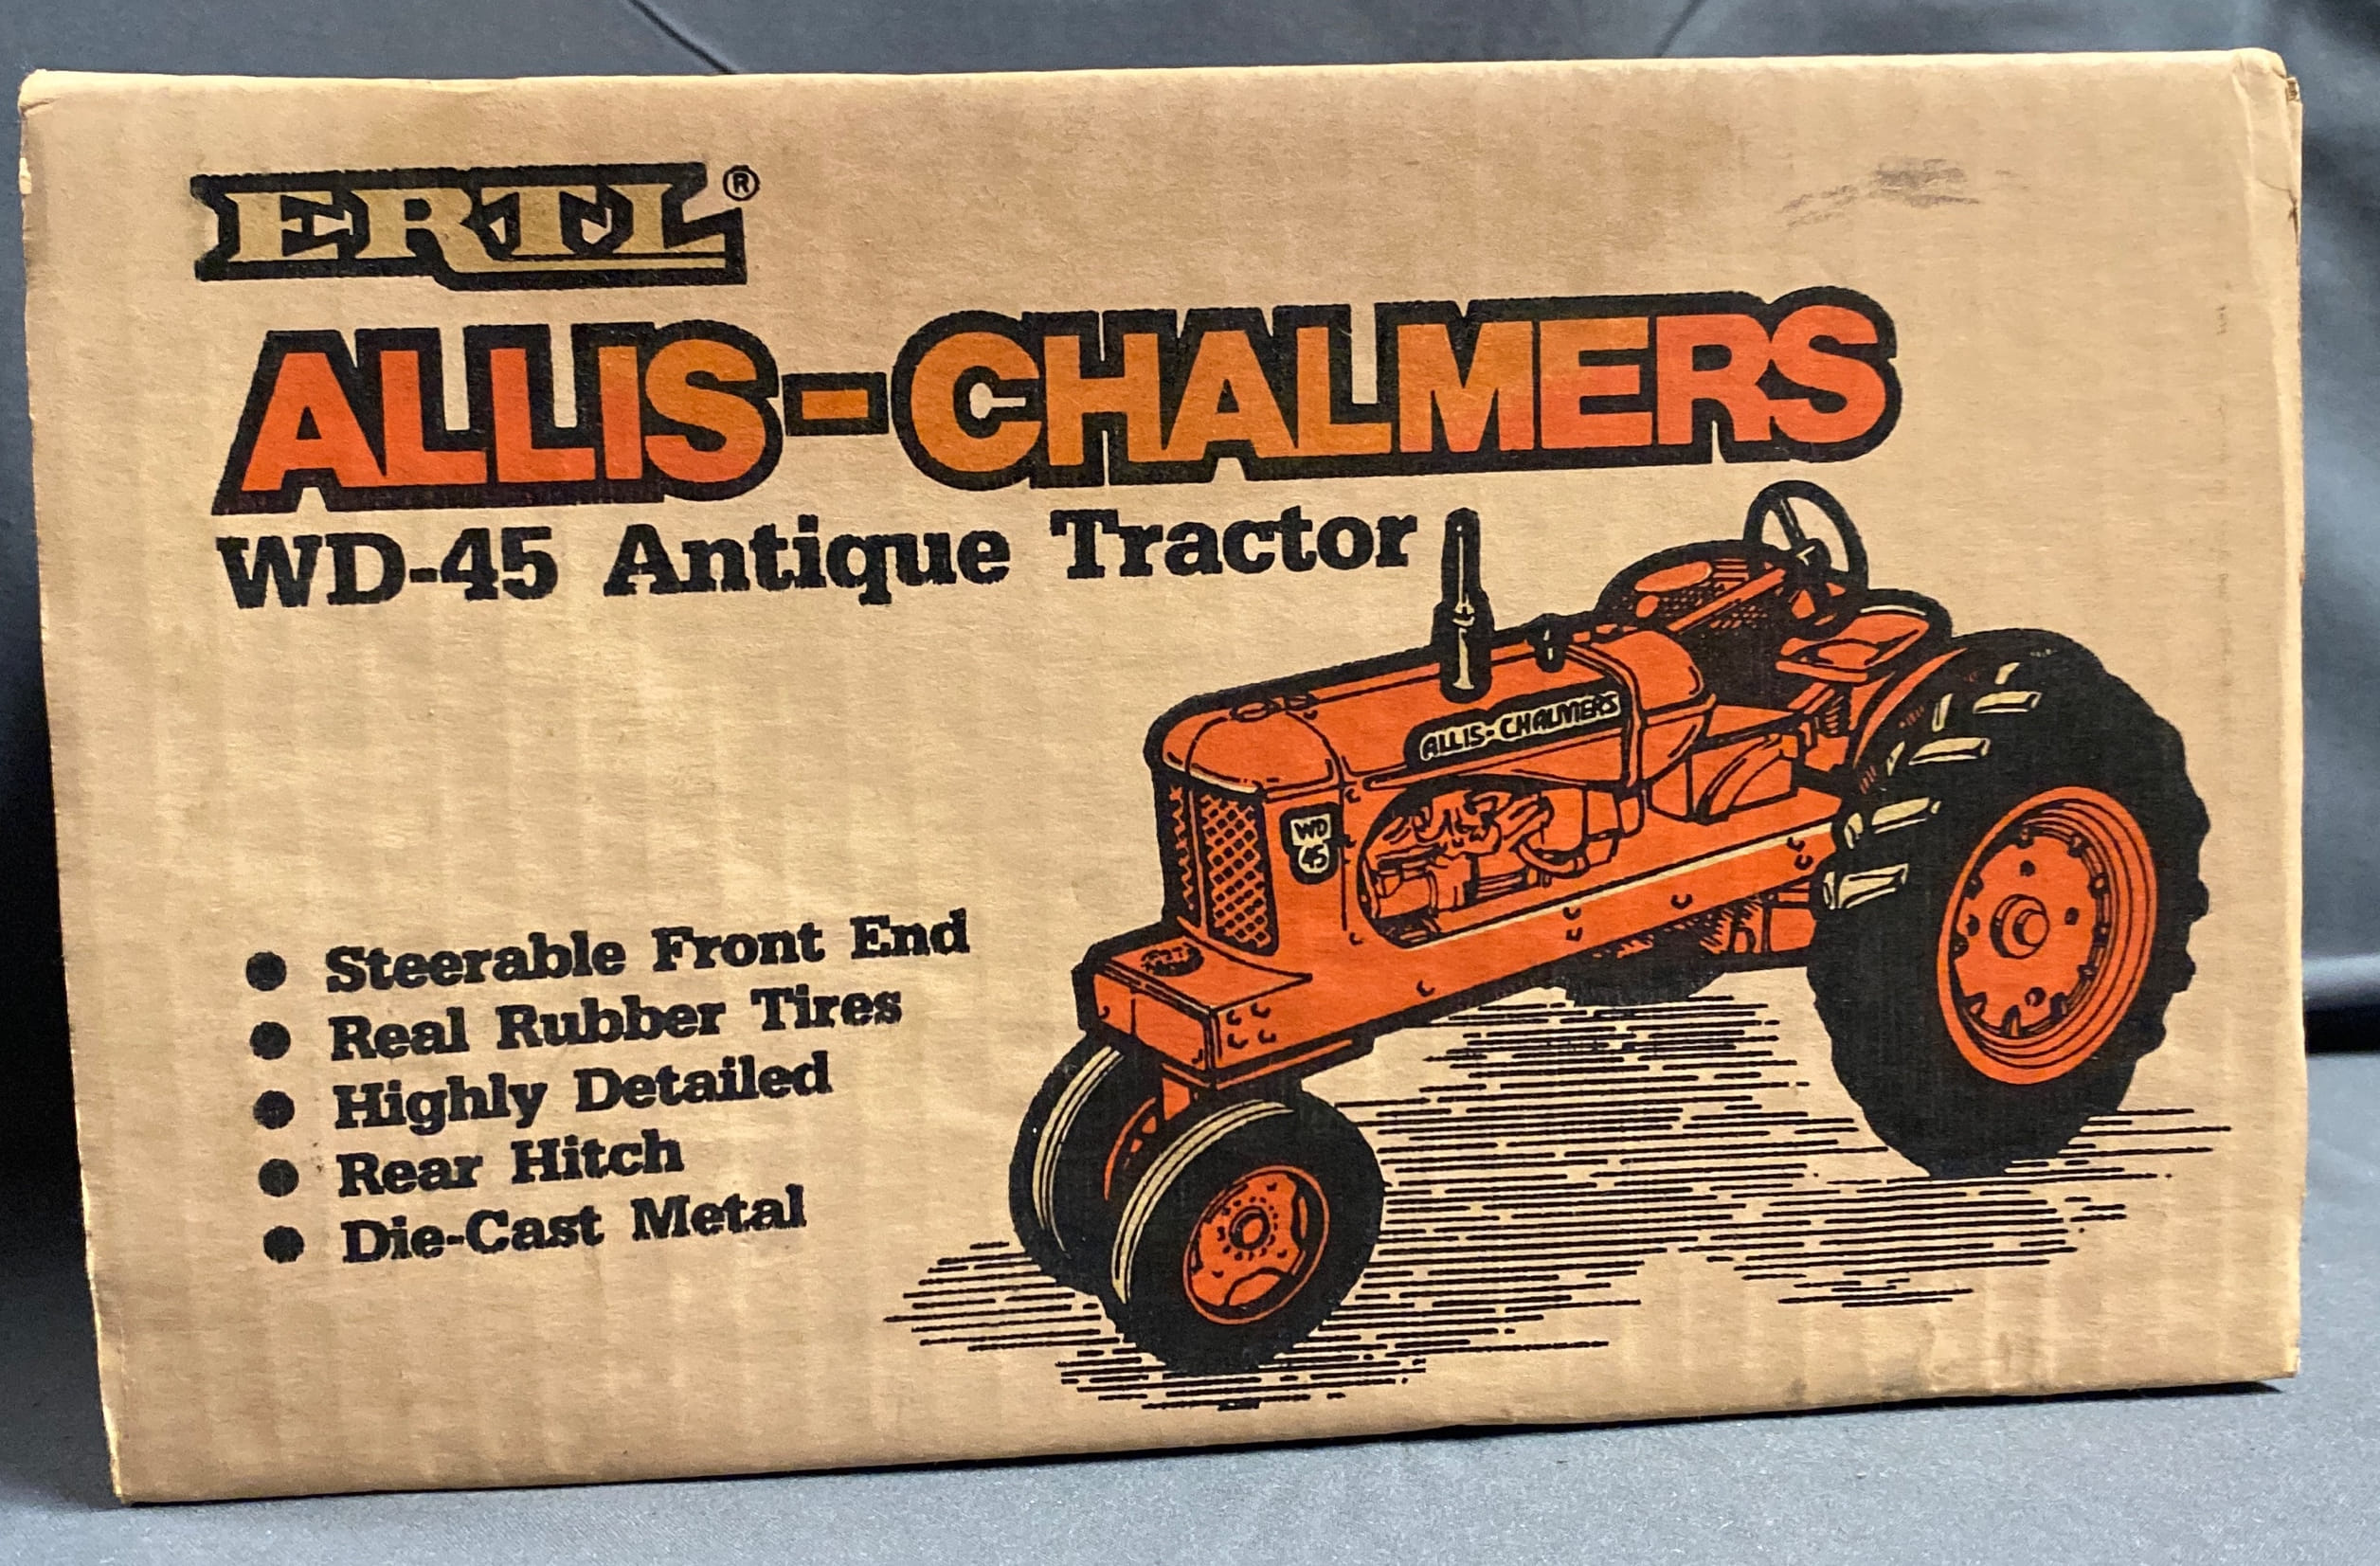 ERTL®
ALLIS-CHALMERS
WD-45 Antique Tractor
ALLIS-CHALMERS
WD
45
● Steerable Front End
● Real Rubber Tires
● Highly Detailed
● Rear Hitch
● Die-Cast Metal